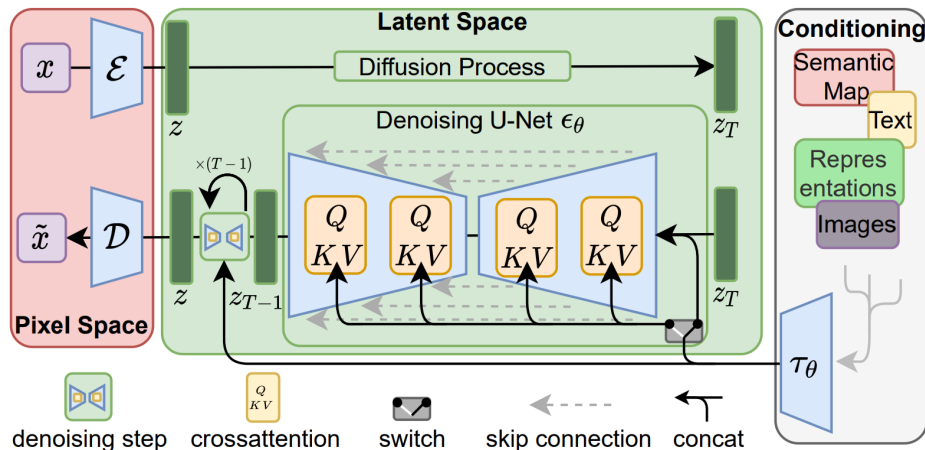 Latent Space
Conditioning
x
ℰ
z
Diffusion Process
z_T
Semantic
Map
Text
Repres
entations
Images
Denoising U-Net ϵ_θ
×(T−1)
x̃
𝒟
z
z_{T−1}
Q
KV
Q
KV
Q
KV
Q
KV
z_T
τ_θ
Pixel Space
Q
KV
denoising step
crossattention
switch
skip connection
concat